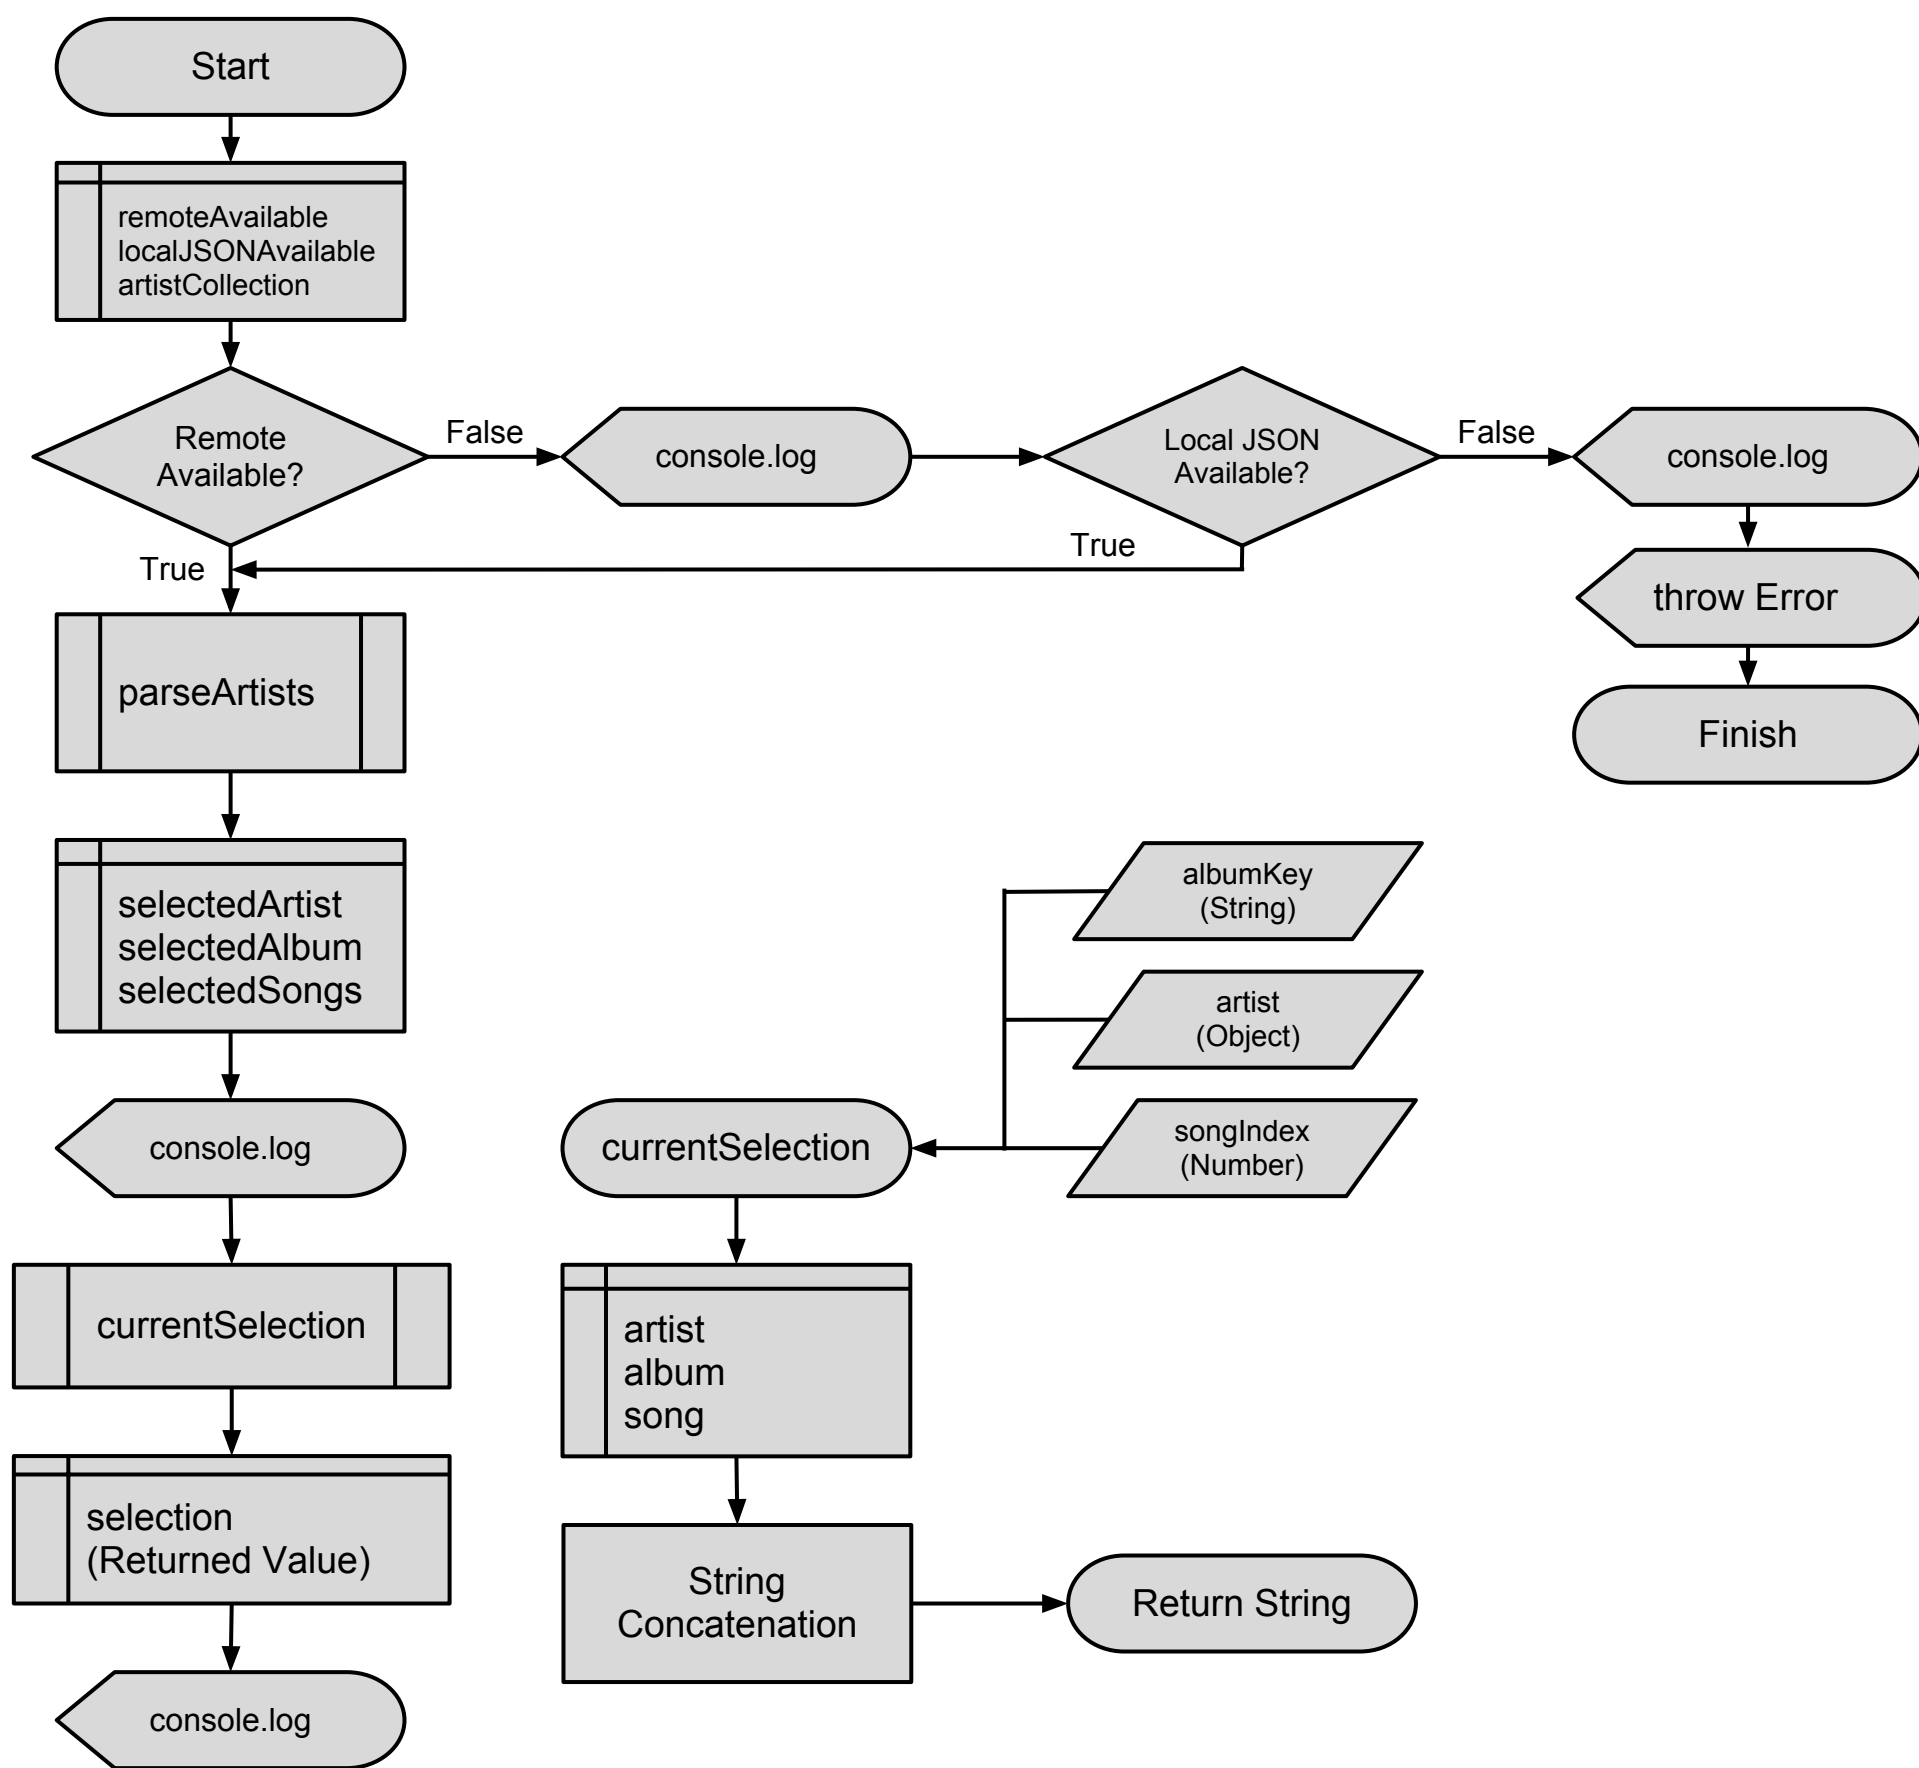 Start
remoteAvailable
localJSONAvailable
artistCollection
Remote
Available?
False
console.log
Local JSON
Available?
False
console.log
True
True
throw Error
Finish
parseArtists
selectedArtist
selectedAlbum
selectedSongs
albumKey
(String)
artist
(Object)
songIndex
(Number)
console.log
currentSelection
currentSelection
artist
album
song
selection
(Returned Value)
String
Concatenation
Return String
console.log